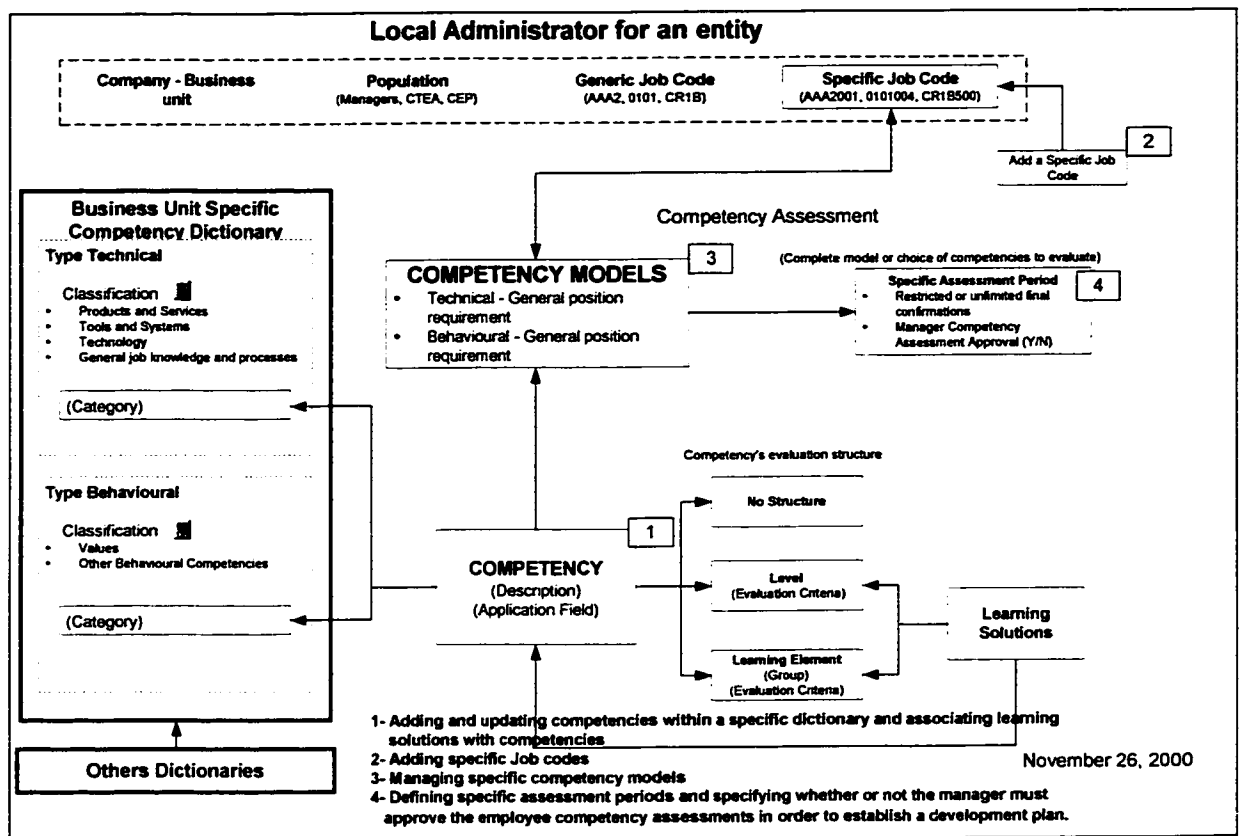 Local Administrator for an entity
Company - Business
unit
Population
(Managers, CTEA, CEP)
Generic Job Code
(AAA2, 0101, CR1B)
Specific Job Code
(AAA2001, 0101004, CR1B500)
2
Add a Specific Job
Code
Business Unit Specific
Competency Dictionary
Type Technical
Classification
• Products and Services
• Tools and Systems
• Technology
• General job knowledge and processes
(Category)
Type Behavioural
Classification
• Values
• Other Behavioural Competencies
(Category)
Others Dictionaries
Competency Assessment
3
COMPETENCY MODELS
• Technical - General position
requirement
• Behavioural - General position
requirement
(Complete model or choice of competencies to evaluate)
4
Specific Assessment Period
• Restricted or unlimited final
confirmations
• Manager Competency
Assessment Approval (Y/N)
Competency's evaluation structure
1
COMPETENCY
(Description)
(Application Field)
No Structure
Level
(Evaluation Criteria)
Learning Element
(Group)
(Evaluation Criteria)
Learning
Solutions
1- Adding and updating competencies within a specific dictionary and associating learning
solutions with competencies
2- Adding specific Job codes
3- Managing specific competency models
4- Defining specific assessment periods and specifying whether or not the manager must
approve the employee competency assessments in order to establish a development plan.
November 26, 2000